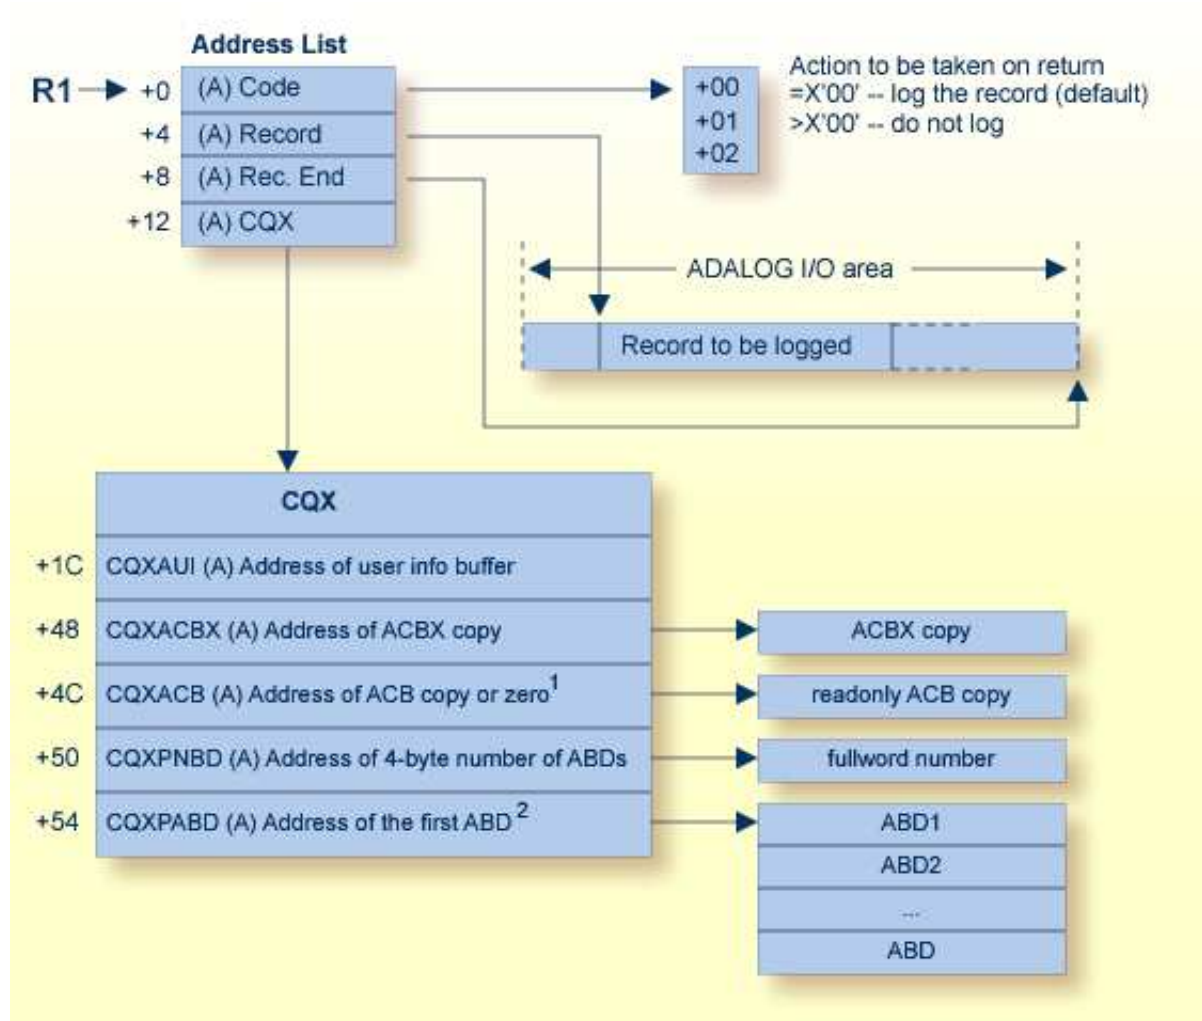 Address List
R1
+0 (A) Code
+4 (A) Record
+8 (A) Rec. End
+12 (A) CQX
+00
+01
+02
Action to be taken on return
=X'00' -- log the record (default)
>X'00' -- do not log
ADALOG I/O area
Record to be logged
CQX
+1C CQXAUI (A) Address of user info buffer
+48 CQXACBX (A) Address of ACBX copy
ACBX copy
+4C CQXACB (A) Address of ACB copy or zero1
readonly ACB copy
+50 CQXPNBD (A) Address of 4-byte number of ABDs
fullword number
+54 CQXPABD (A) Address of the first ABD2
ABD1
ABD2
...
ABD